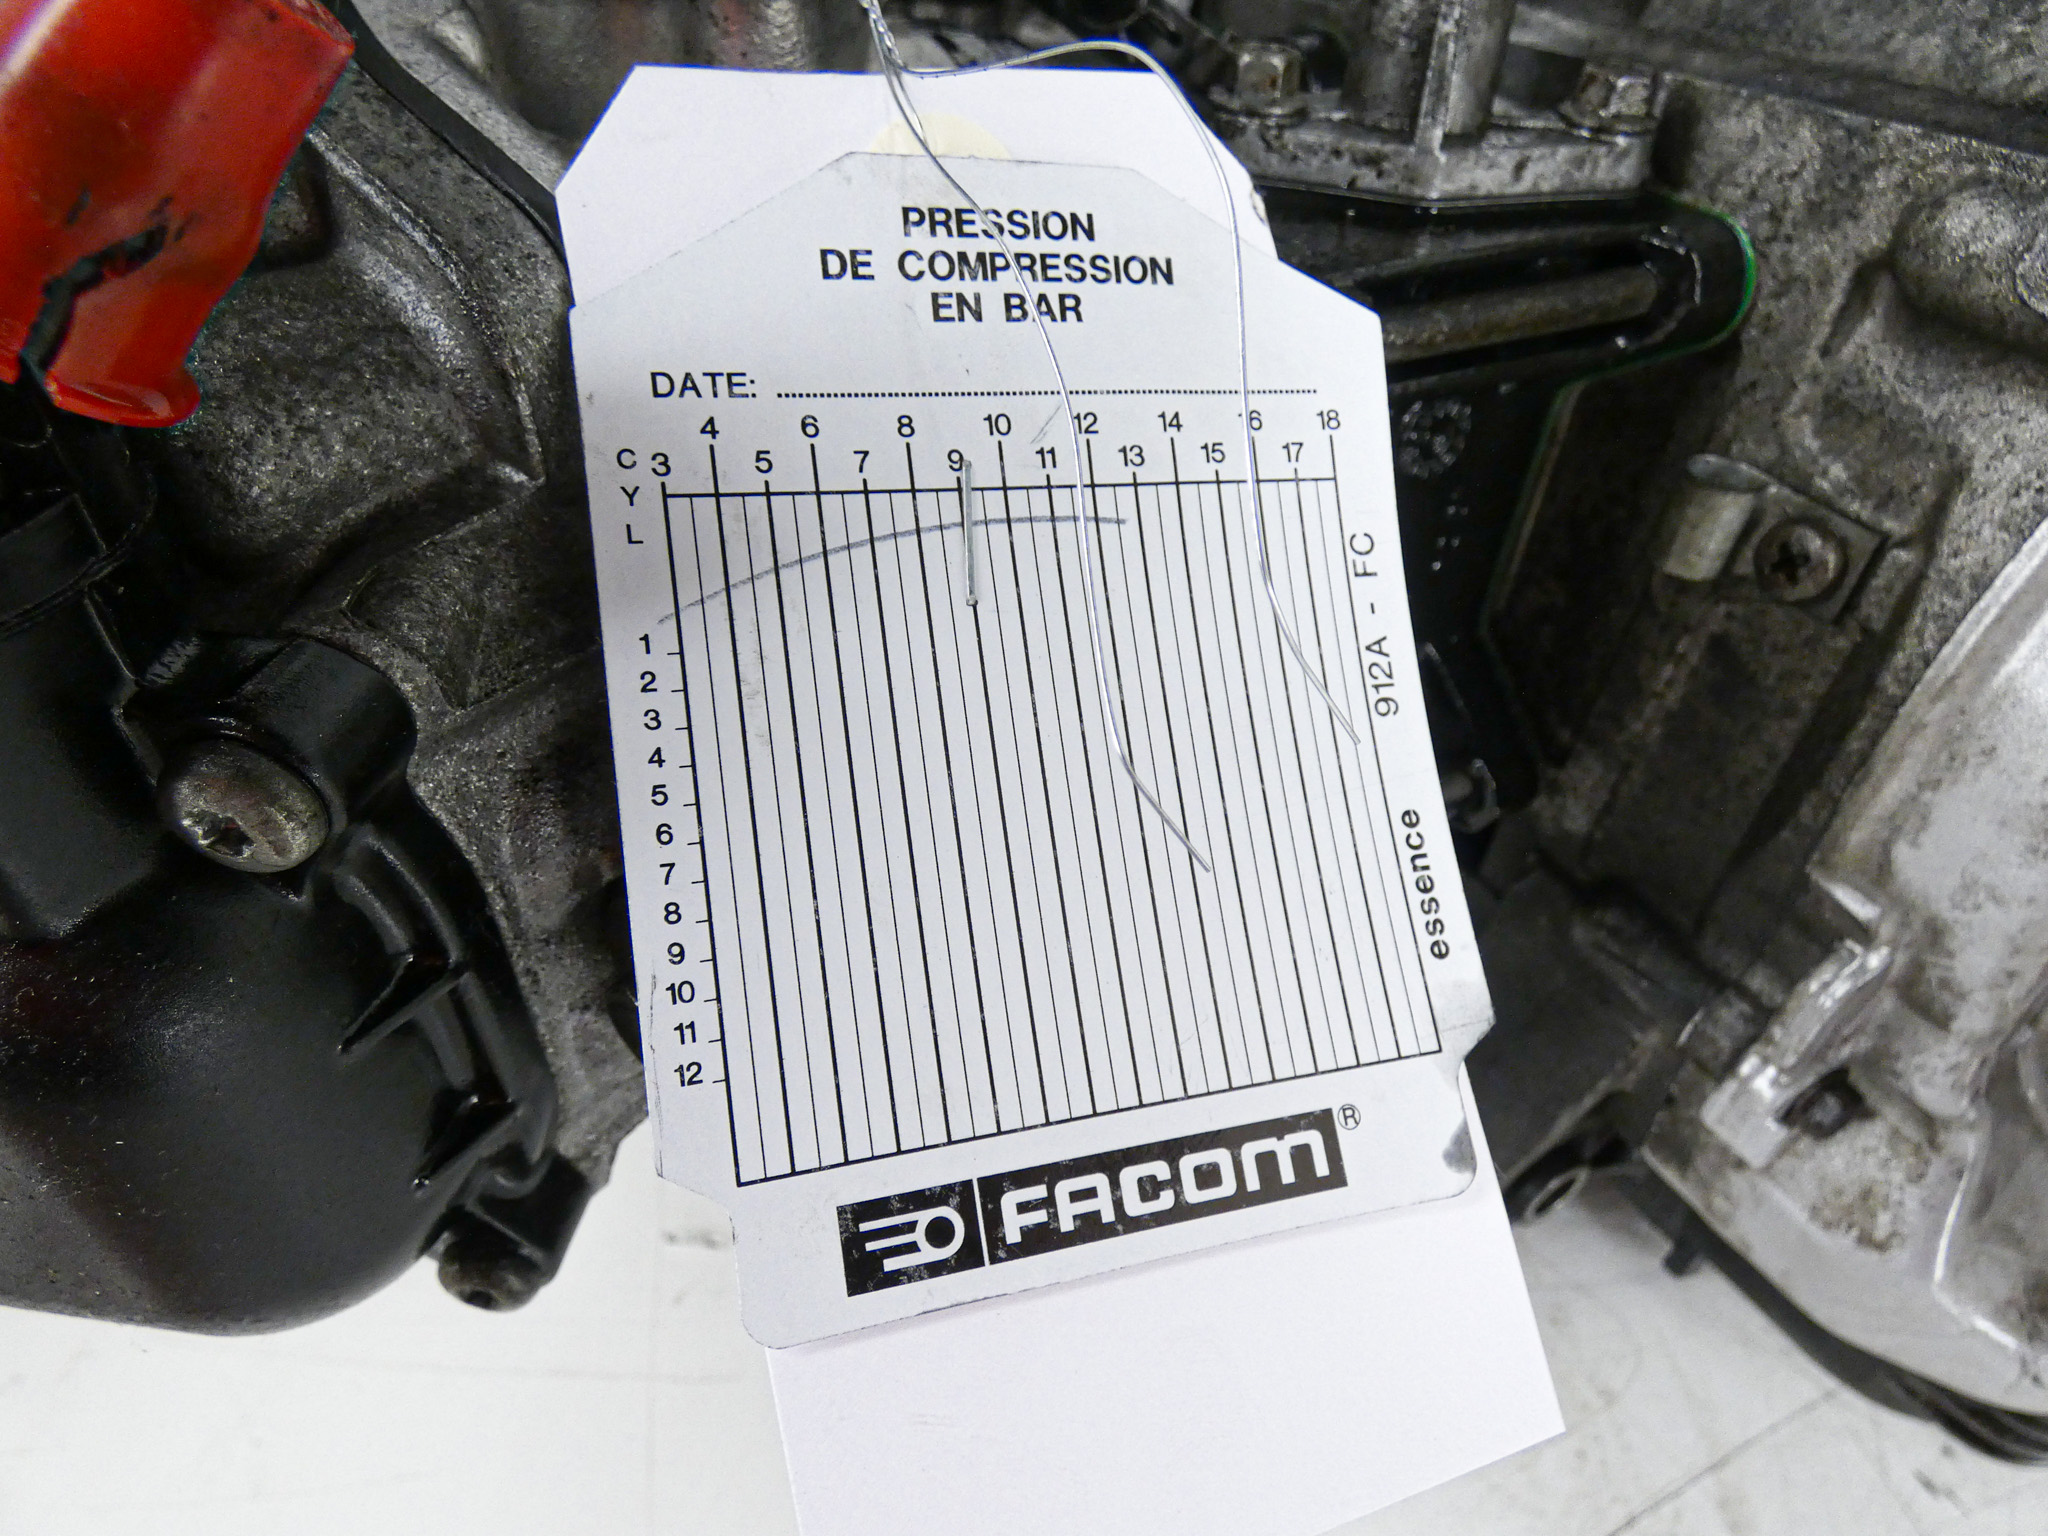 PRESSION
DE COMPRESSION
EN BAR
DATE:
4 6 8 10 12 14 16 18
3 5 7 9 11 13 15 17
C
Y
L
1
2
3
4
5
6
7
8
9
10
11
12
912A - FC
essence
FACOM ®